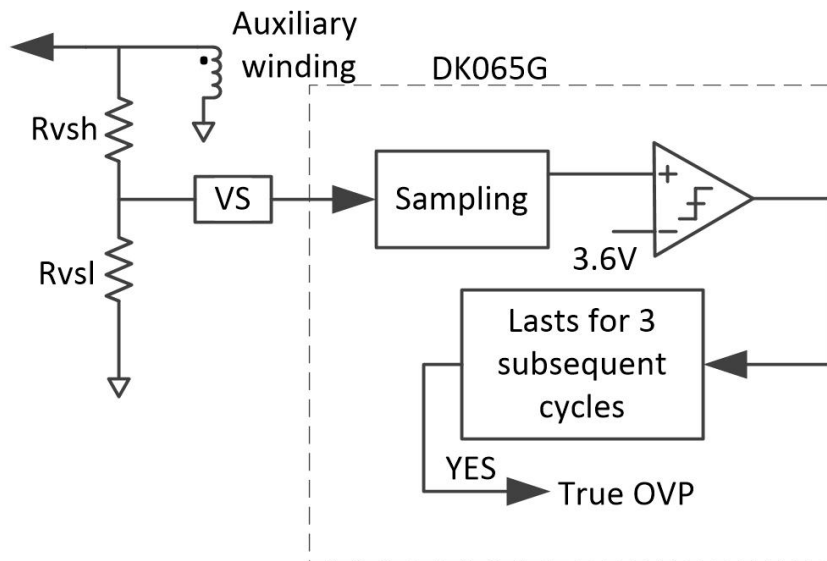 Auxiliary
winding
DK065G
Rvsh
VS
Sampling
+
−
3.6V
Rvsl
Lasts for 3
subsequent
cycles
YES
True OVP